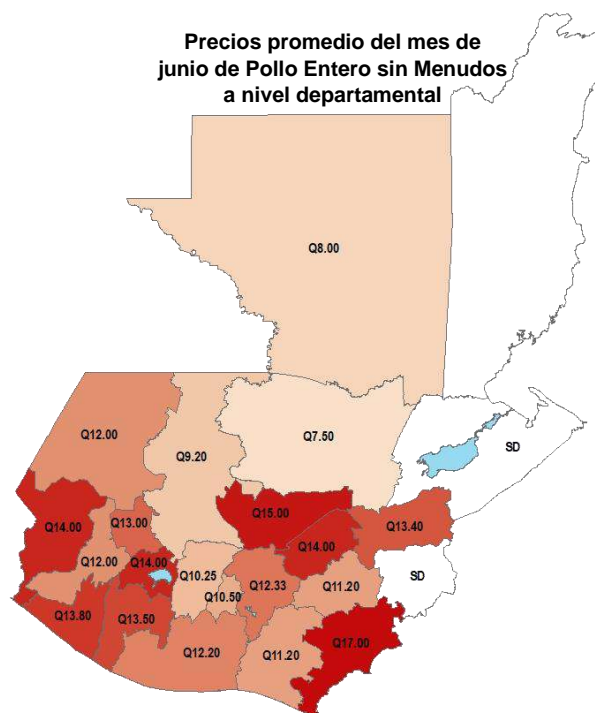 Precios promedio del mes de
junio de Pollo Entero sin Menudos
a nivel departamental
Q8.00
Q12.00
Q9.20
Q7.50
SD
Q14.00
Q13.00
Q15.00
Q13.40
Q12.00
Q14.00
Q14.00
Q10.25
Q12.33
Q11.20
SD
Q10.50
Q13.80
Q13.50
Q17.00
Q12.20
Q11.20